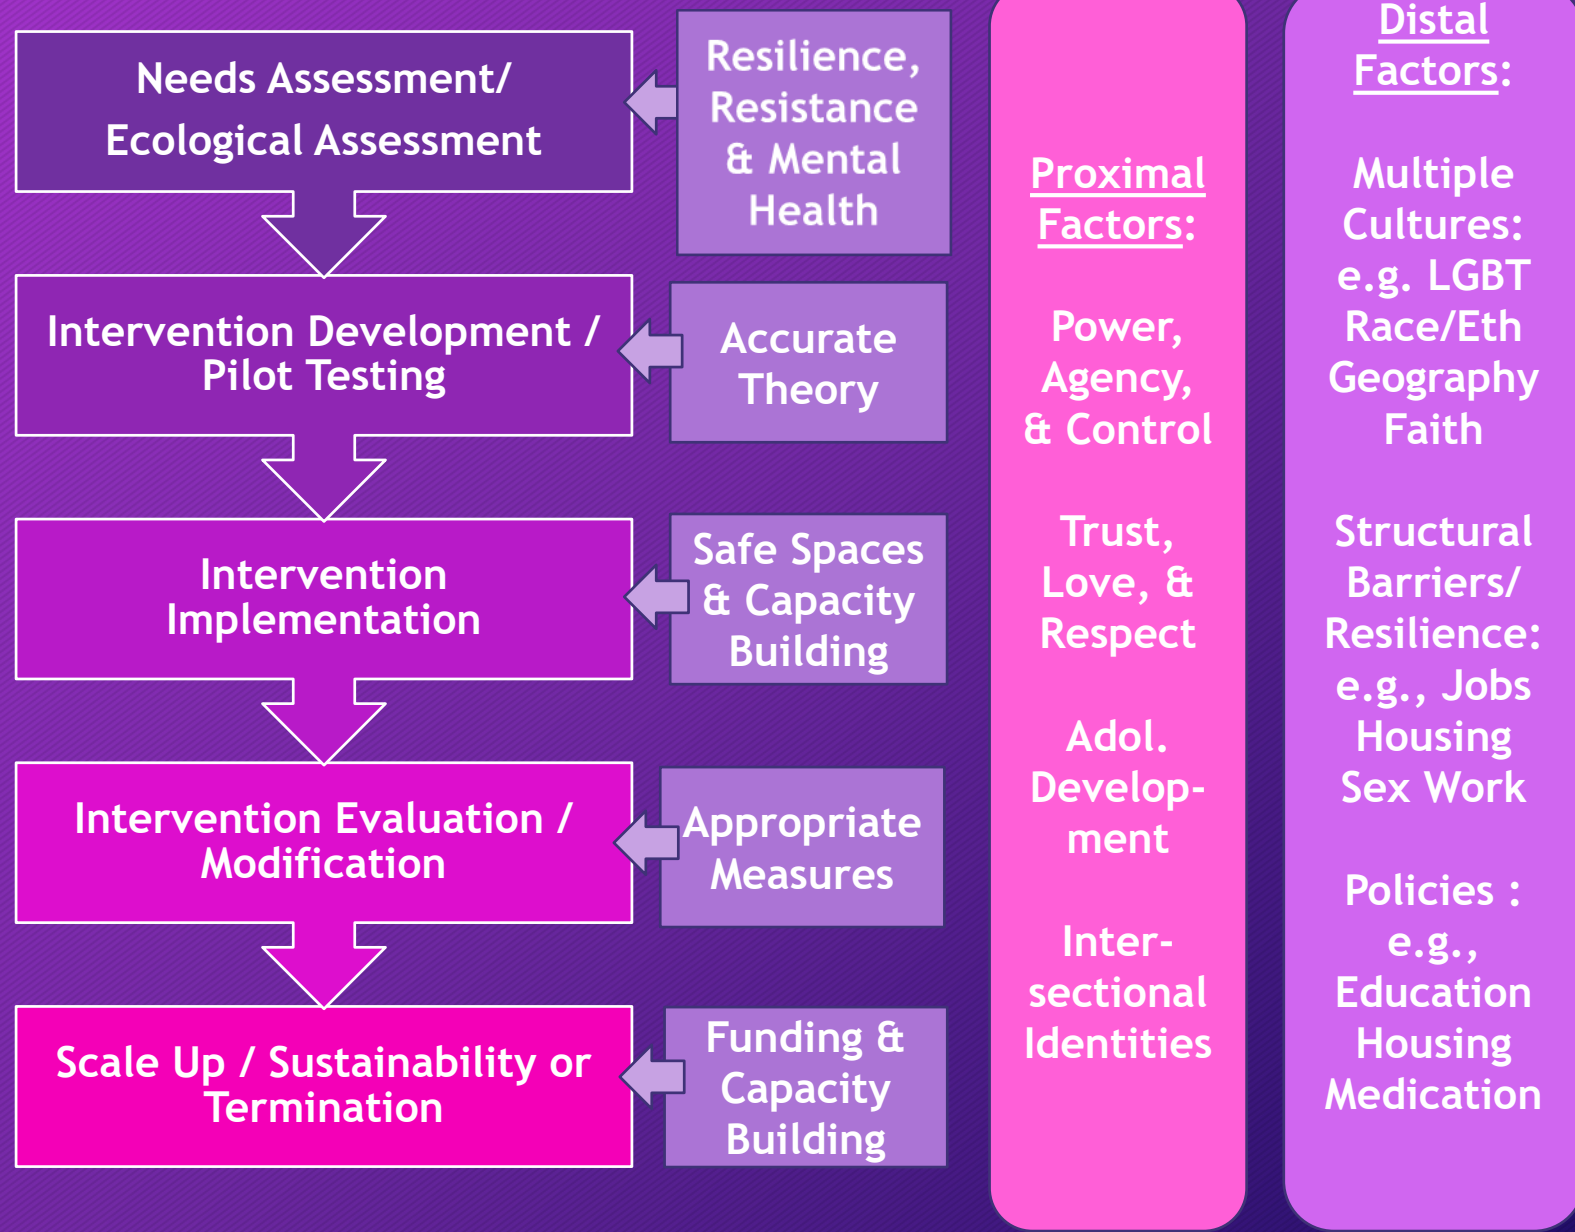 Needs Assessment/
Ecological Assessment
Resilience,
Resistance
& Mental
Health
Intervention Development /
Pilot Testing
Accurate
Theory
Intervention
Implementation
Safe Spaces
& Capacity
Building
Intervention Evaluation /
Modification
Appropriate
Measures
Scale Up / Sustainability or
Termination
Funding &
Capacity
Building
Proximal
Factors:
Power,
Agency,
& Control
Trust,
Love, &
Respect
Adol.
Develop-
ment
Inter-
sectional
Identities
Distal
Factors:
Multiple
Cultures:
e.g. LGBT
Race/Eth
Geography
Faith
Structural
Barriers/
Resilience:
e.g., Jobs
Housing
Sex Work
Policies :
e.g.,
Education
Housing
Medication